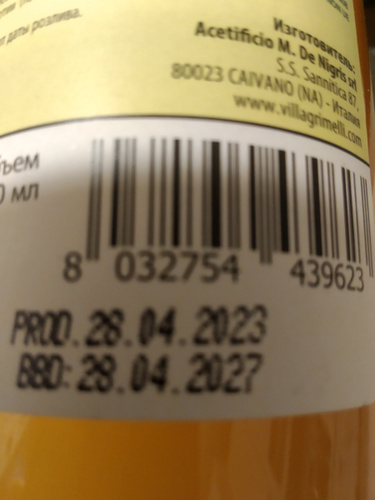 даты розлива.
Изготовитель:
Acetificio M. De Nigris srl
S.S. Sannitica 87,
80023 CAIVANO (NA) - Италия
www.villagrimelli.com
мл
8 032754 439623
PROD.28.04.2023
BBD:28.04.2027